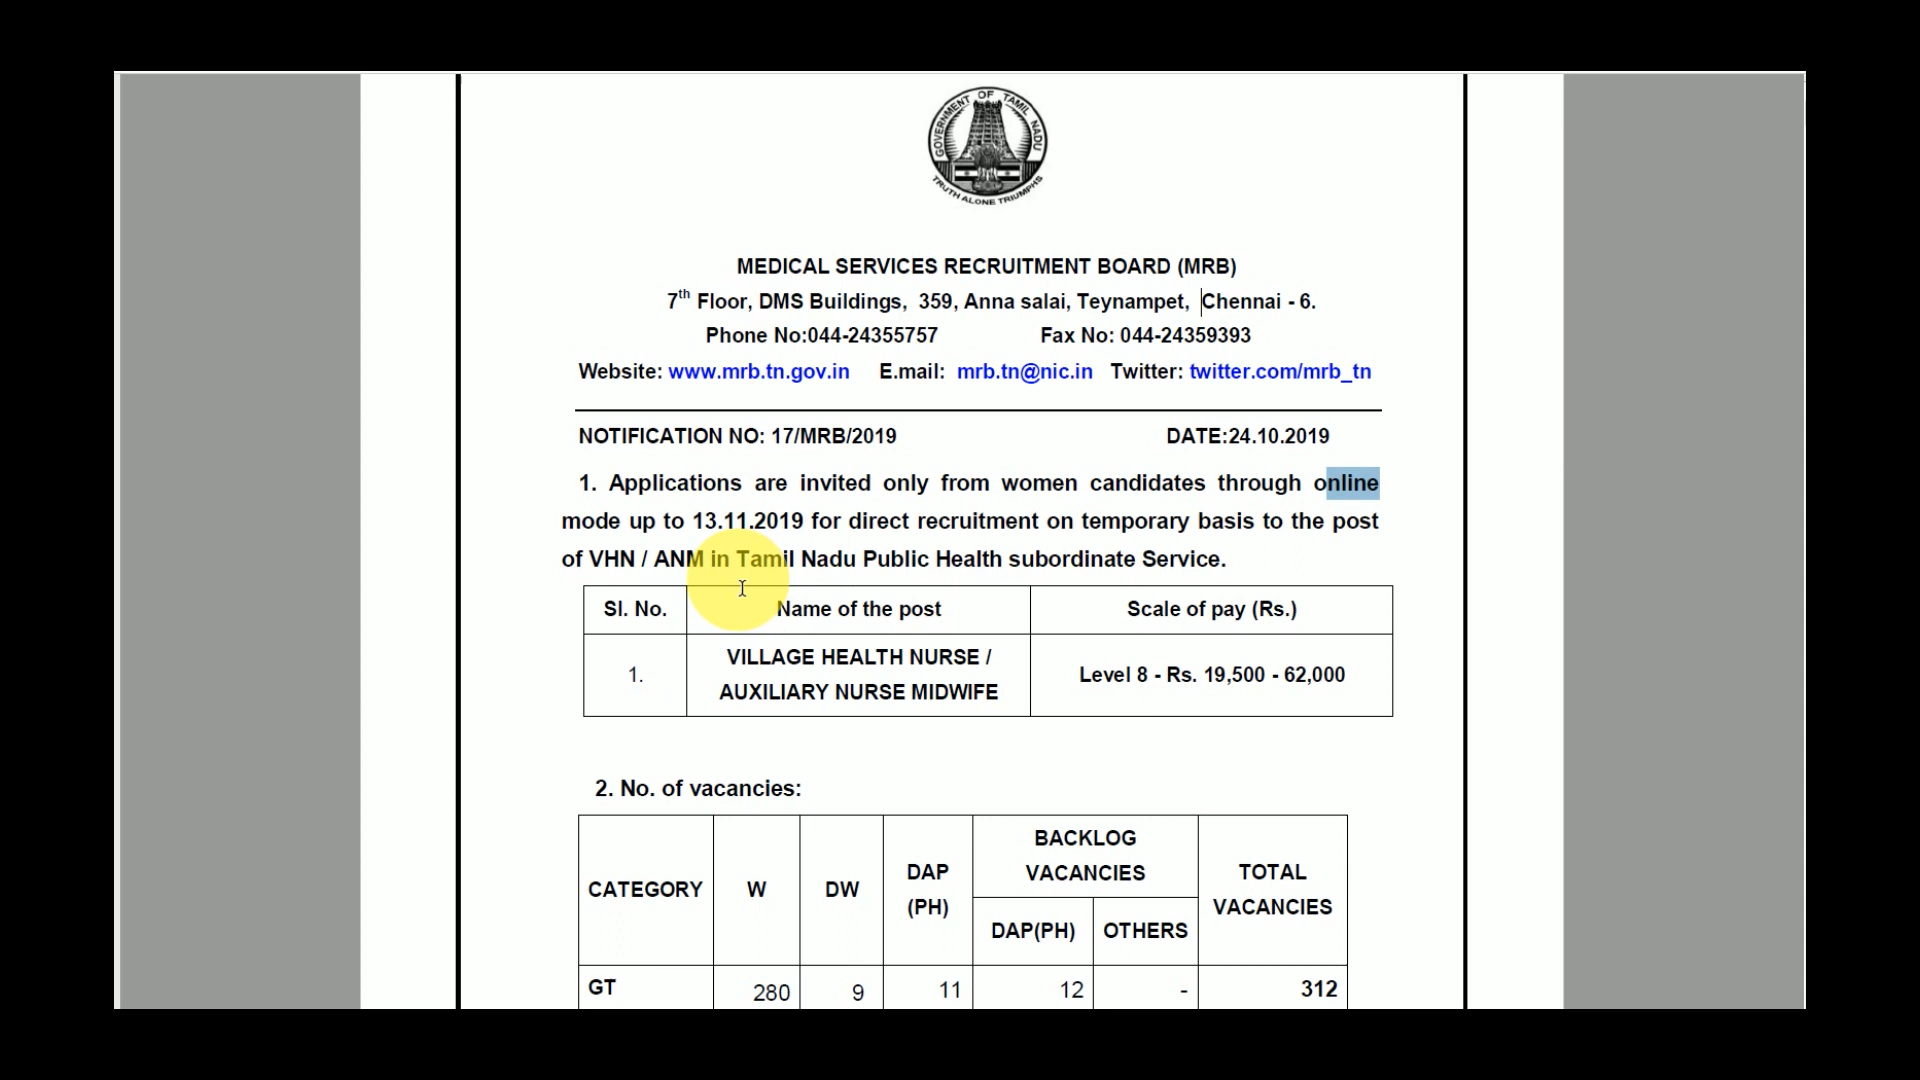 GOVERNMENT OF TAMIL NADU
TRUTH ALONE TRIUMPHS
MEDICAL SERVICES RECRUITMENT BOARD (MRB)
7th Floor, DMS Buildings, 359, Anna salai, Teynampet, Chennai - 6.
Phone No:044-24355757 Fax No: 044-24359393
Website: www.mrb.tn.gov.in E.mail: mrb.tn@nic.in Twitter: twitter.com/mrb_tn
NOTIFICATION NO: 17/MRB/2019 DATE:24.10.2019
1. Applications are invited only from women candidates through online
mode up to 13.11.2019 for direct recruitment on temporary basis to the post
of VHN / ANM in Tamil Nadu Public Health subordinate Service.
Sl. No. Name of the post Scale of pay (Rs.)
1. VILLAGE HEALTH NURSE /
AUXILIARY NURSE MIDWIFE Level 8 - Rs. 19,500 - 62,000
2. No. of vacancies:
CATEGORY W DW DAP
(PH) BACKLOG
VACANCIES TOTAL
VACANCIES
DAP(PH) OTHERS
GT 280 9 11 12 - 312